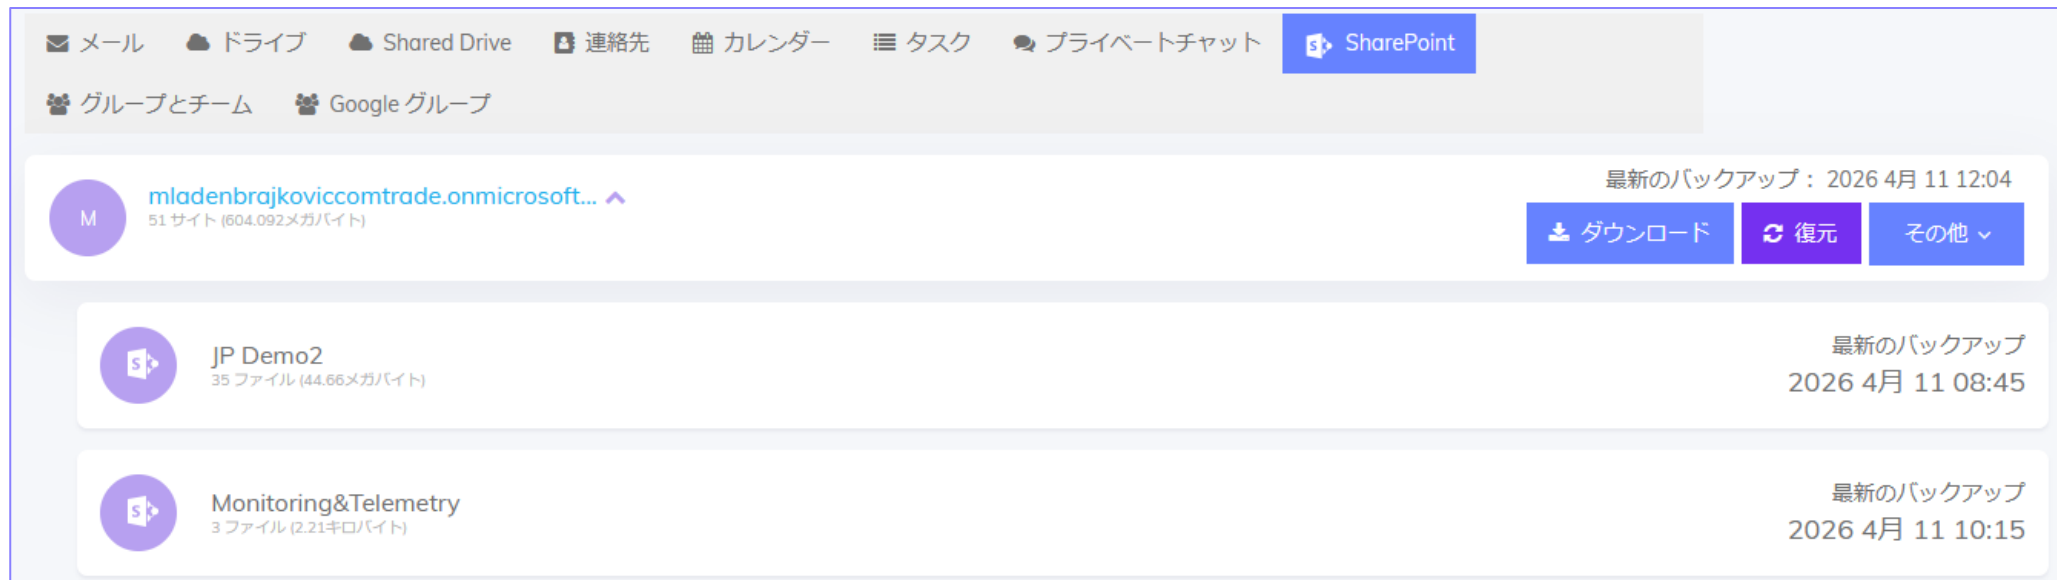 メール ドライブ Shared Drive 連絡先 カレンダー タスク プライベートチャット SharePoint
グループとチーム Google グループ
最新のバックアップ： 2026 4月 11 12:04
M mladenbrajkoviccomtrade.onmicrosoft...
51 サイト (604.092メガバイト)
ダウンロード 復元 その他
JP Demo2
35 ファイル (44.66メガバイト)
最新のバックアップ
2026 4月 11 08:45
Monitoring&Telemetry
3 ファイル (2.21キロバイト)
最新のバックアップ
2026 4月 11 10:15